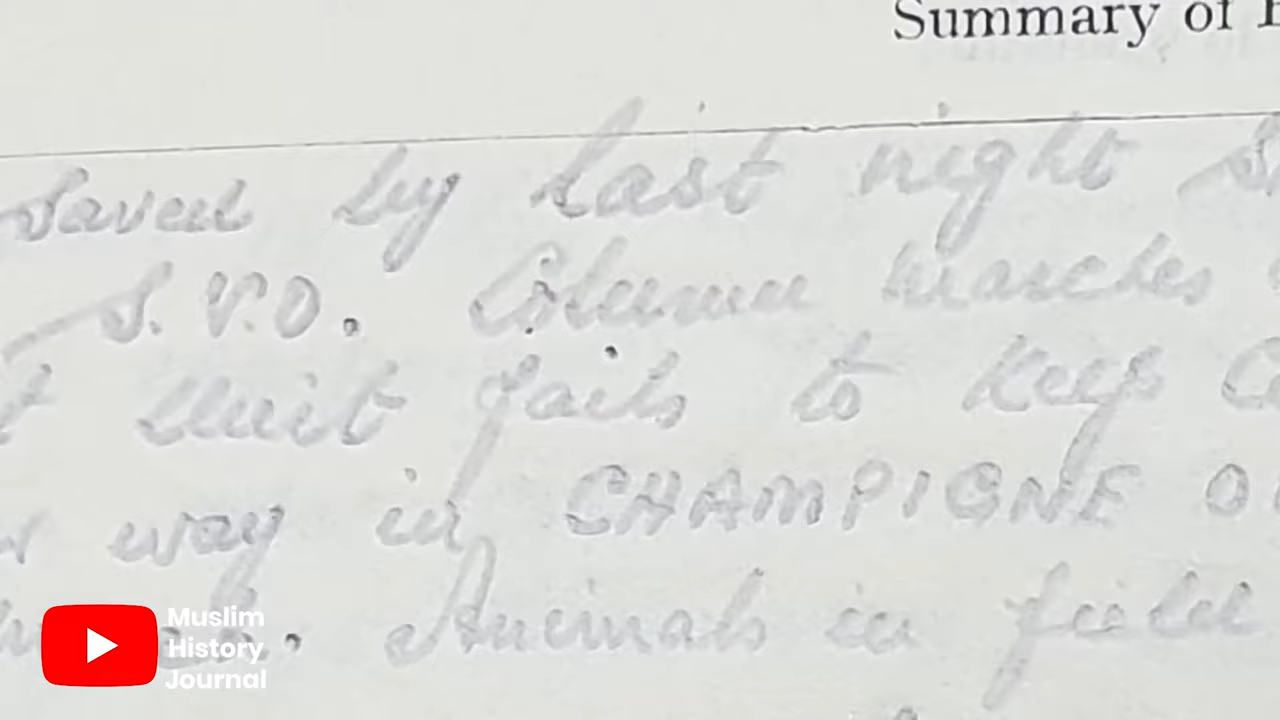 Summary of
saved by last night
S.V.O. Column marches
unit fails to keep
way in CHAMPIGNE
Animals in field
Muslim
History
Journal